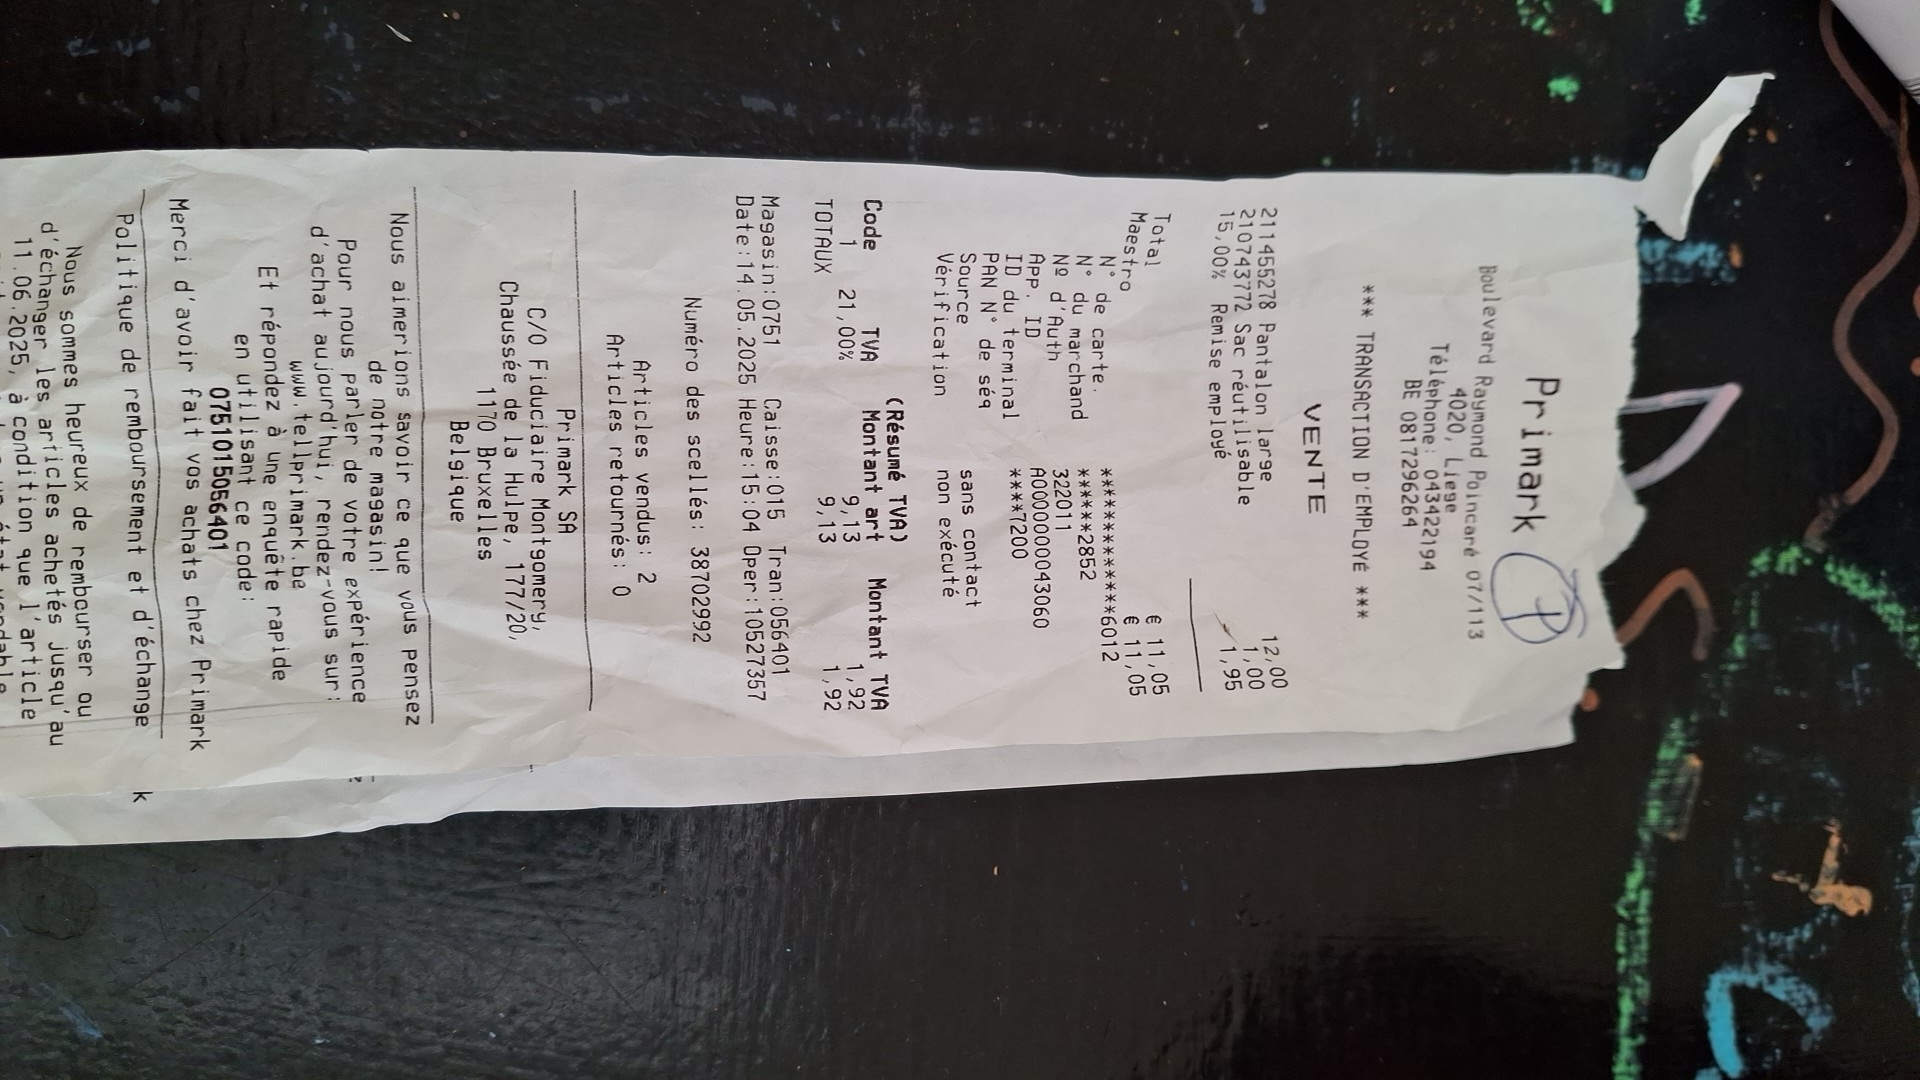 Primark
Boulevard Raymond Poincaré 07/113
4020, Liege
Téléphone: 043422194
BE 0817296264
*** TRANSACTION D'EMPLOYÉ ***
VENTE
211455278 Pantalon large 12,00
210743772 Sac réutilisable 1,00
15,00% Remise employé - 1,95
Total € 11,05
Maestro € 11,05
N° de carte. ***************6012
N° du marchand ******2852
Nº d'Auth 322011
App. ID A0000000043060
ID du terminal ****7200
PAN N° de séq
Source sans contact
Vérification non exécuté
(Résumé TVA)
Code TVA Montant art Montant TVA
1 21,00% 9,13 1,92
TOTAUX 9,13 1,92
Magasin:0751 Caisse:015 Tran:056401
Date:14.05.2025 Heure:15:04 Oper:10527357
Numéro des scellés: 38702992
Articles vendus: 2
Articles retournés: 0
Primark SA
C/O Fiduciaire Montgomery,
Chaussée de la Hulpe, 177/20,
1170 Bruxelles
Belgique
Nous aimerions savoir ce que vous pensez
de notre magasin!
Pour nous parler de votre expérience
d'achat aujourd'hui, rendez-vous sur:
www.tellprimark.be
Et répondez à une enquête rapide
en utilisant ce code:
0751015056401
Merci d'avoir fait vos achats chez Primark
Politique de remboursement et d'échange
Nous sommes heureux de rembourser ou
d'échanger les articles achetés jusqu'au
11.06.2025, à condition que l'article